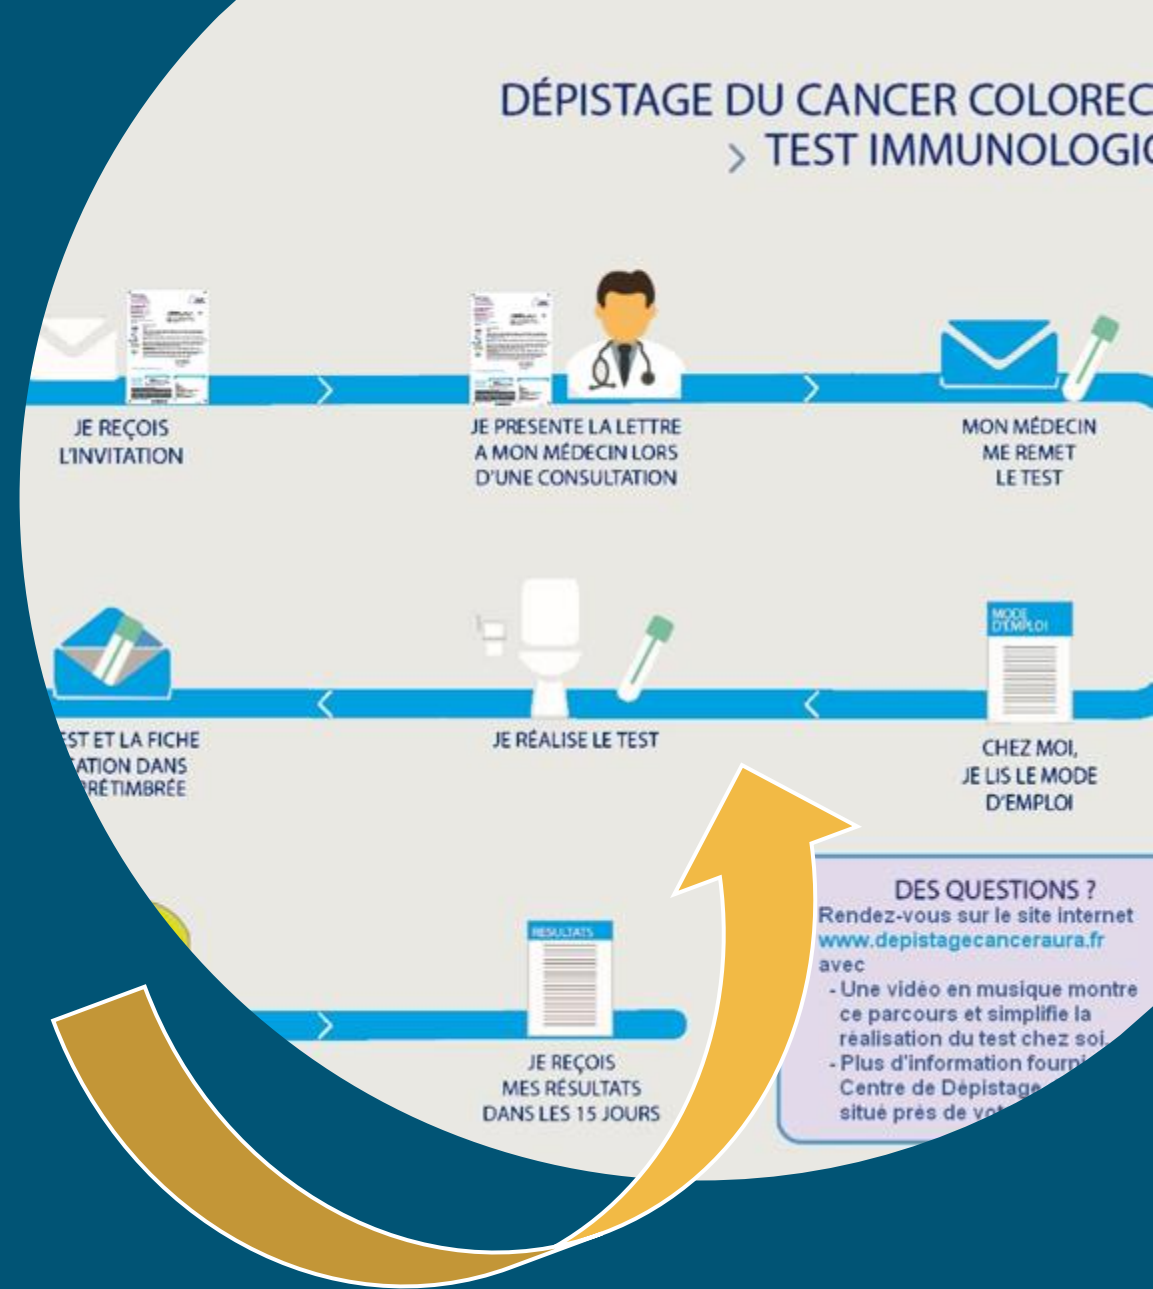 DÉPISTAGE DU CANCER COLOREC
> TEST IMMUNOLOGIC
JE REÇOIS
L'INVITATION
JE PRESENTE LA LETTRE
A MON MÉDECIN LORS
D'UNE CONSULTATION
MON MÉDECIN
ME REMET
LE TEST
EST ET LA FICHE
ATION DANS
PRÉTIMBRÉE
JE RÉALISE LE TEST
MODE
D'EMPLOI
CHEZ MOI,
JE LIS LE MODE
D'EMPLOI
RESULTATS
JE REÇOIS
MES RÉSULTATS
DANS LES 15 JOURS
DES QUESTIONS ?
Rendez-vous sur le site internet
www.depistagecanceraura.fr
avec
- Une vidéo en musique montre
ce parcours et simplifie la
réalisation du test chez soi.
- Plus d'information fourni
Centre de Dépistage
situé près de vot